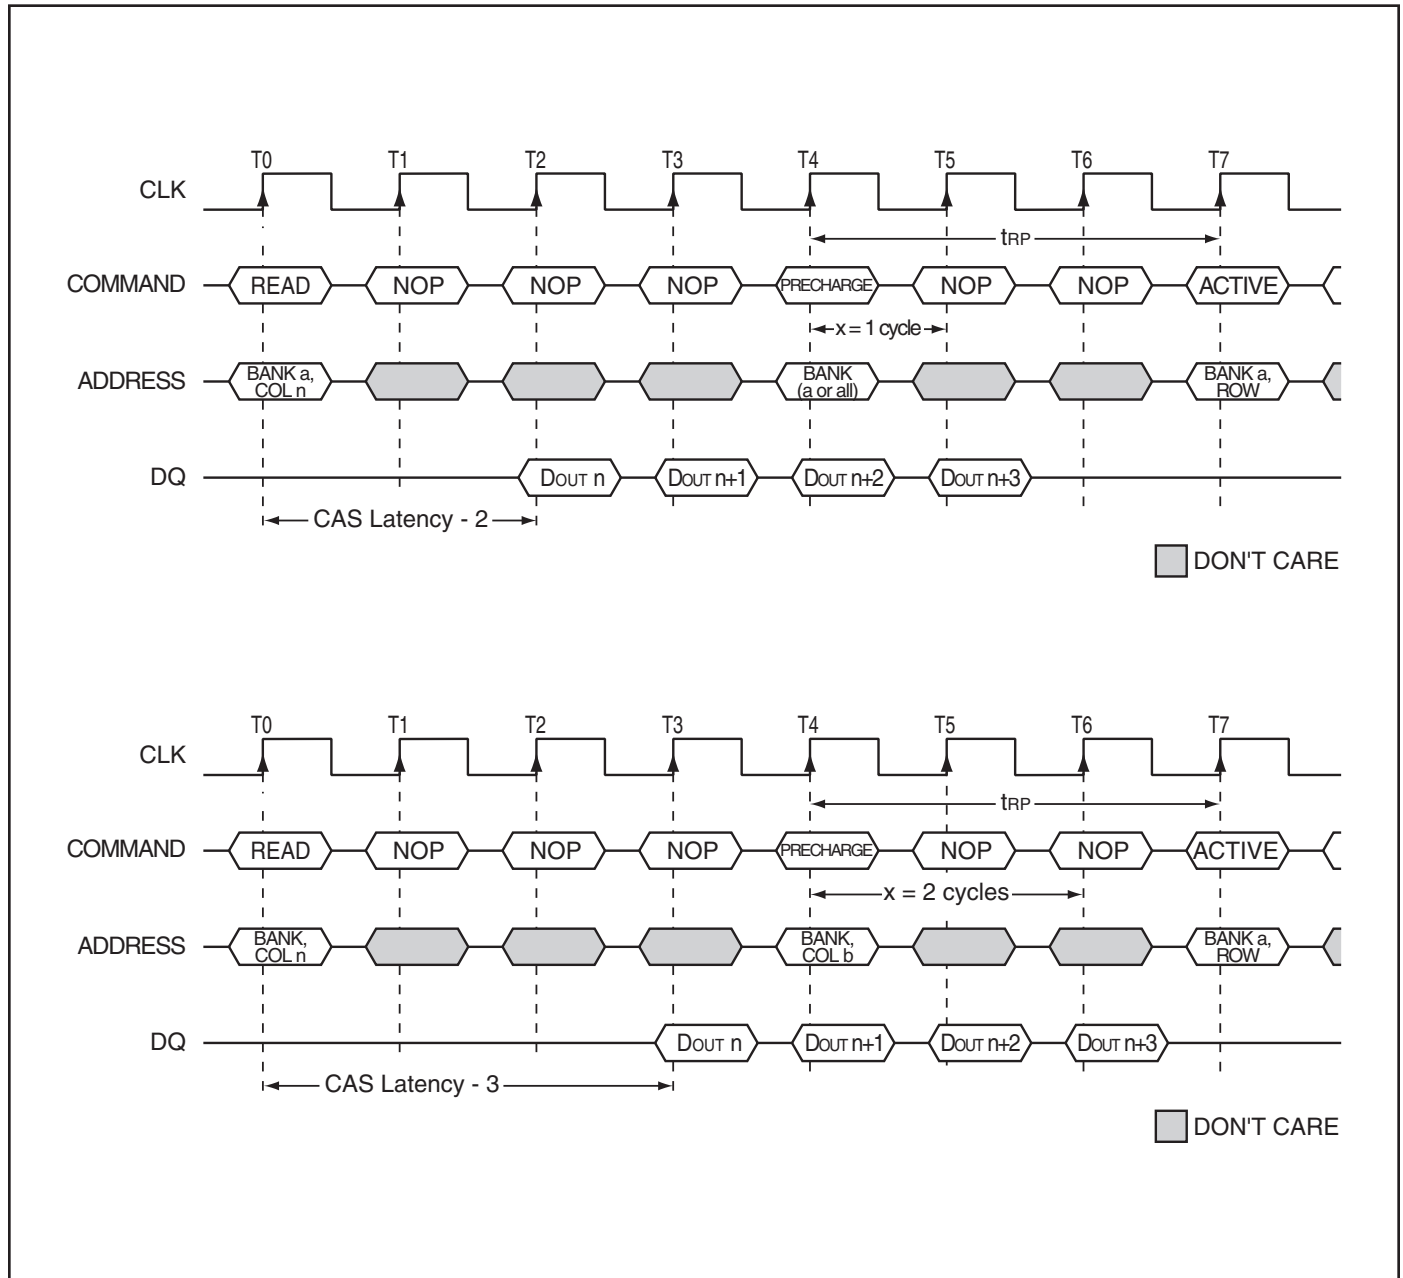 T0 T1 T2 T3 T4 T5 T6 T7
CLK
tRP
COMMAND READ NOP NOP NOP PRECHARGE NOP NOP ACTIVE
x = 1 cycle
ADDRESS BANK a, COL n BANK (a or all) BANK a, ROW
DQ DOUT n DOUT n+1 DOUT n+2 DOUT n+3
CAS Latency - 2
DON'T CARE
T0 T1 T2 T3 T4 T5 T6 T7
CLK
tRP
COMMAND READ NOP NOP NOP PRECHARGE NOP NOP ACTIVE
x = 2 cycles
ADDRESS BANK, COL n BANK, COL b BANK a, ROW
DQ DOUT n DOUT n+1 DOUT n+2 DOUT n+3
CAS Latency - 3
DON'T CARE